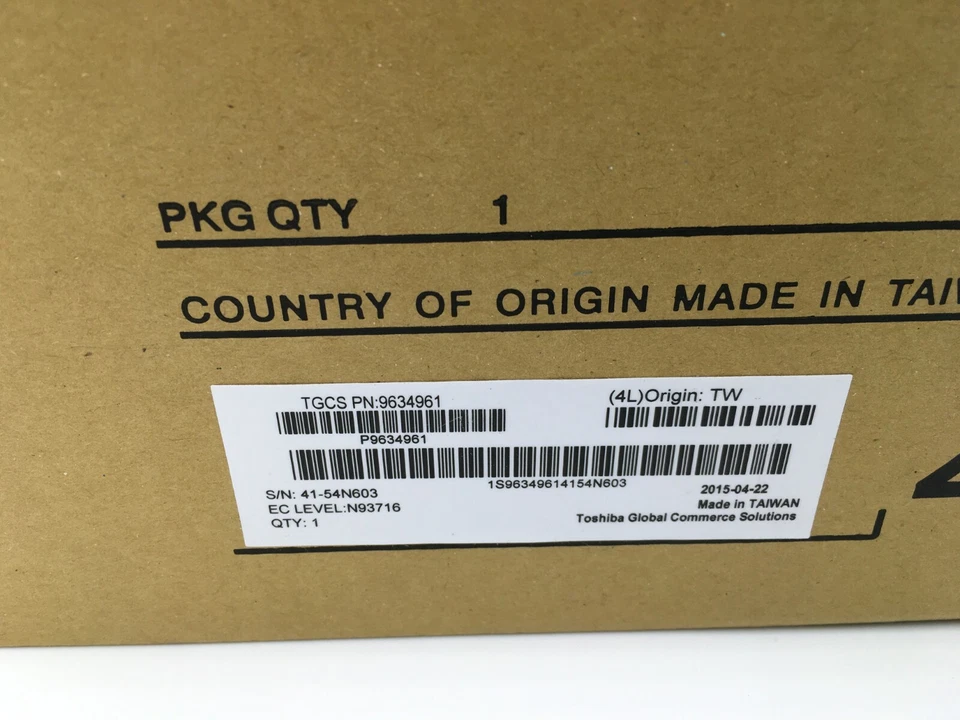 PKG QTY 1
COUNTRY OF ORIGIN MADE IN TAI
TGCS PN:9634961
(4L)Origin: TW
P9634961
1S96349614154N603
S/N: 41-54N603
2015-04-22
EC LEVEL:N93716
Made in TAIWAN
QTY: 1
Toshiba Global Commerce Solutions